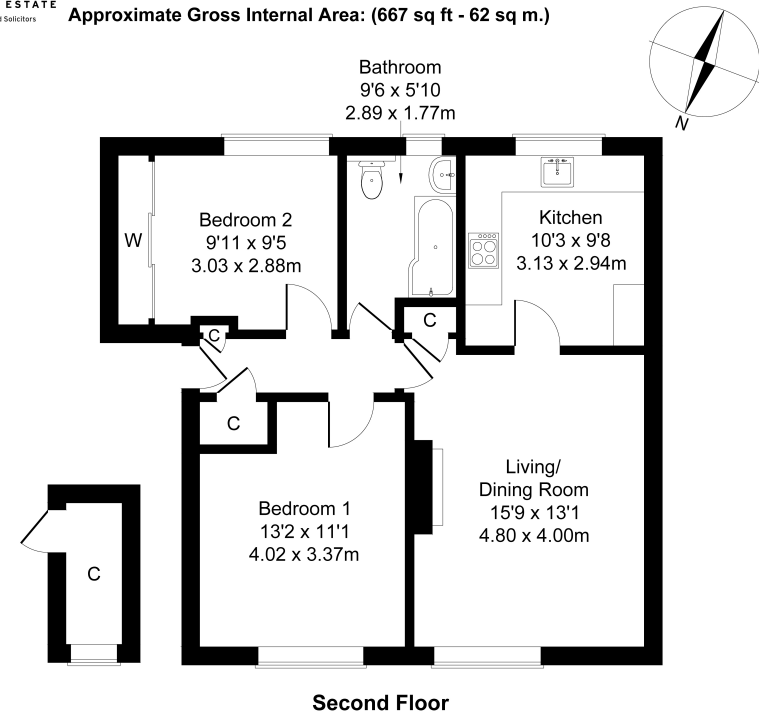 ESTATE
d Solicitors
Approximate Gross Internal Area: (667 sq ft - 62 sq m.)
N
Bathroom
9'6 x 5'10
2.89 x 1.77m
W
Bedroom 2
9'11 x 9'5
3.03 x 2.88m
Kitchen
10'3 x 9'8
3.13 x 2.94m
C
C
C
Living/
Dining Room
15'9 x 13'1
4.80 x 4.00m
Bedroom 1
13'2 x 11'1
4.02 x 3.37m
C
Second Floor